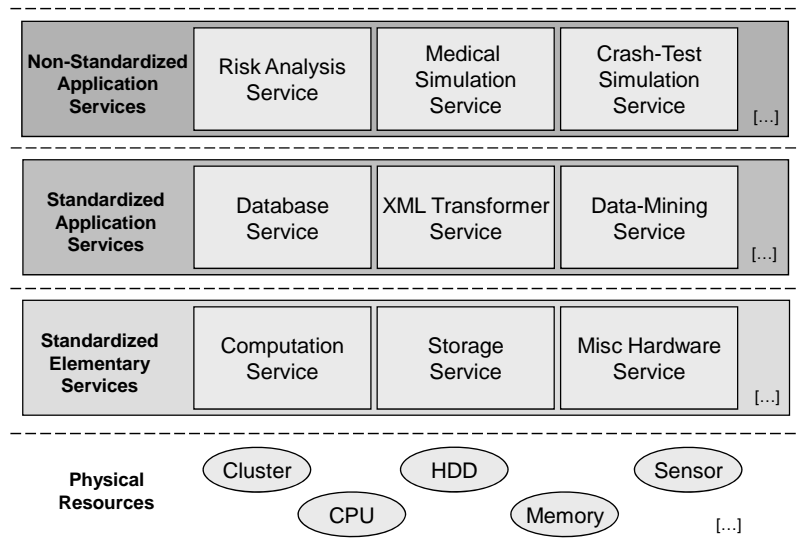 Non-Standardized
Application
Services
Risk Analysis
Service
Medical
Simulation
Service
Crash-Test
Simulation
Service
[...]
Standardized
Application
Services
Database
Service
XML Transformer
Service
Data-Mining
Service
[...]
Standardized
Elementary
Services
Computation
Service
Storage
Service
Misc Hardware
Service
[...]
Physical
Resources
Cluster
HDD
Sensor
CPU
Memory
[...]